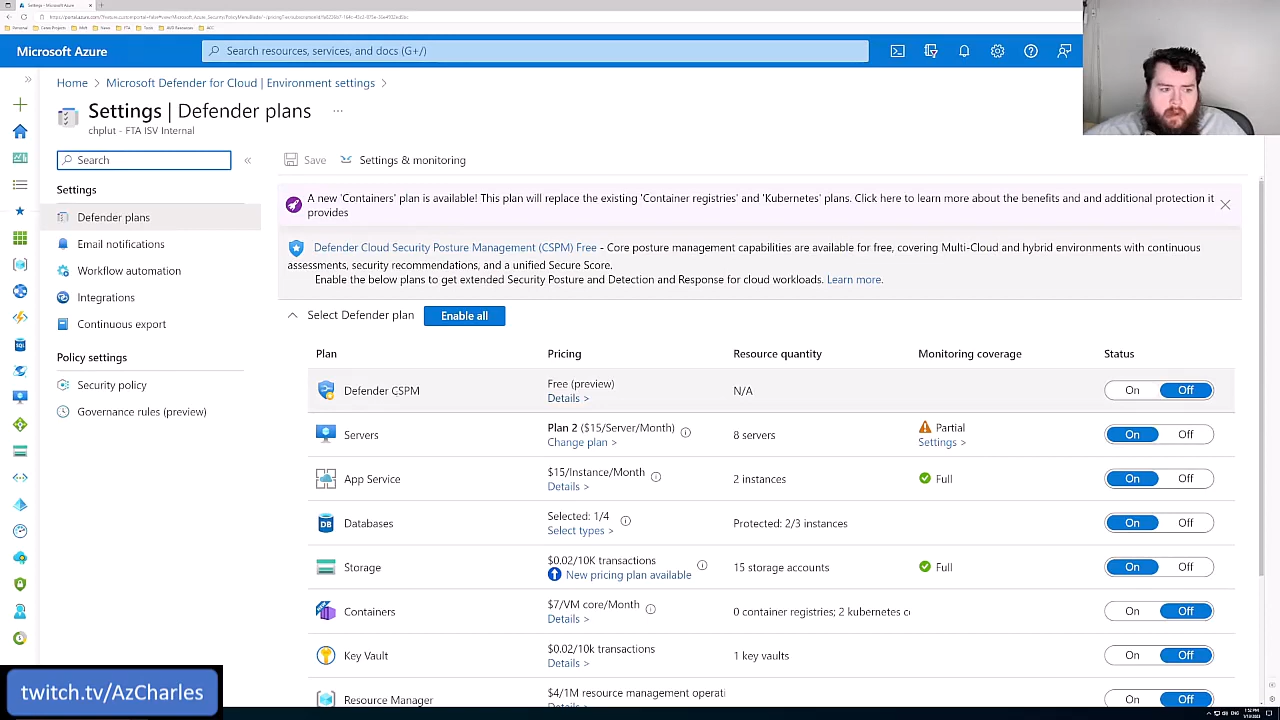 Settings - Microsoft Azure
Microsoft Azure
Search resources, services, and docs (G+/)
Home > Microsoft Defender for Cloud | Environment settings >
Settings | Defender plans ...
chplut - FTA ISV Internal
Search «
Save Settings & monitoring
Settings
Defender plans
Email notifications
Workflow automation
Integrations
Continuous export
Policy settings
Security policy
Governance rules (preview)
A new 'Containers' plan is available! This plan will replace the existing 'Container registries' and 'Kubernetes' plans. Click here to learn more about the benefits and and additional protection it
provides
Defender Cloud Security Posture Management (CSPM) Free - Core posture management capabilities are available for free, covering Multi-Cloud and hybrid environments with continuous
assessments, security recommendations, and a unified Secure Score.
Enable the below plans to get extended Security Posture and Detection and Response for cloud workloads. Learn more.
Select Defender plan Enable all
Plan Pricing Resource quantity Monitoring coverage Status
Defender CSPM Free (preview) N/A On Off
Details >
Servers Plan 2 ($15/Server/Month) 8 servers Partial On Off
Change plan > Settings >
App Service $15/Instance/Month 2 instances Full On Off
Details >
Databases Selected: 1/4 Protected: 2/3 instances On Off
Select types >
Storage $0.02/10K transactions 15 storage accounts Full On Off
New pricing plan available
Containers $7/VM core/Month 0 container registries; 2 kubernetes co On Off
Details >
Key Vault $0.02/10k transactions 1 key vaults On Off
Details >
Resource Manager $4/1M resource management operati On Off
twitch.tv/AzCharles